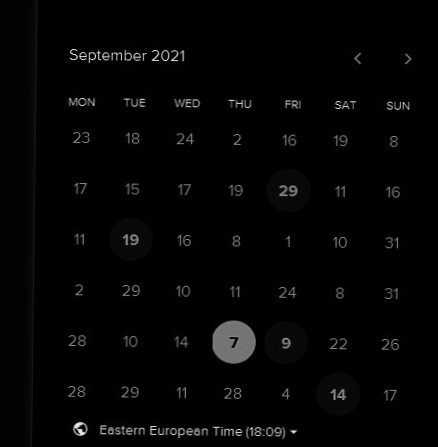 September 2021
MON TUE WED THU FRI SAT SUN
23 18 24 2 16 19 8
17 15 17 19 29 11 16
11 19 16 8 1 10 31
2 29 10 11 24 8 31
28 10 14 7 9 22 26
28 29 11 28 4 14 17
Eastern European Time (18:09)